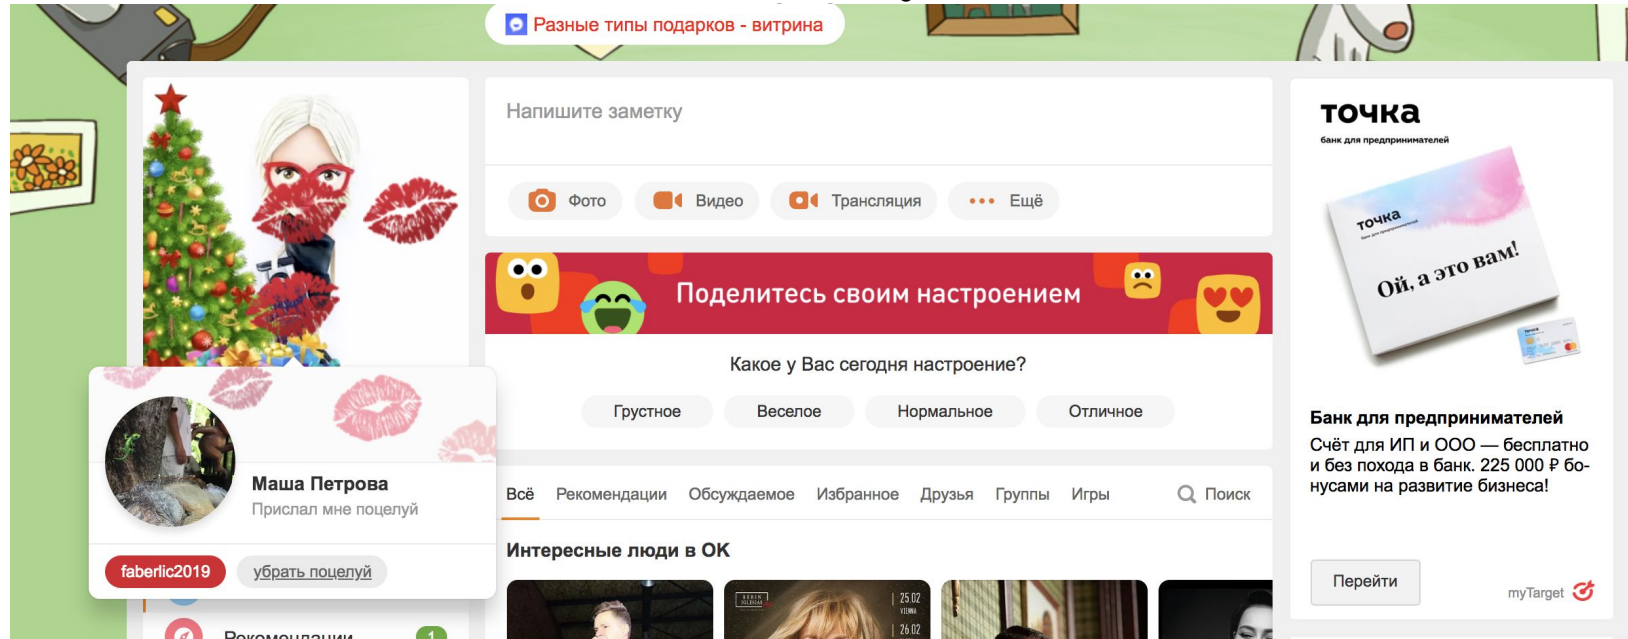 Разные типы подарков - витрина
Напишите заметку
Фото
Видео
Трансляция
Ещё
Поделитесь своим настроением
Какое у Вас сегодня настроение?
Грустное
Веселое
Нормальное
Отличное
Маша Петрова
Прислал мне поцелуй
faberlic2019
убрать поцелуй
Рекомендации
1
Всё
Рекомендации
Обсуждаемое
Избранное
Друзья
Группы
Игры
Поиск
Интересные люди в ОК
25.02
VIENNA
26.02
точка
банк для предпринимателей
точка
Ой, а это вам!
точка
Банк для предпринимателей
Счёт для ИП и ООО — бесплатно
и без похода в банк. 225 000 ₽ бо-
нусами на развитие бизнеса!
Перейти
myTarget